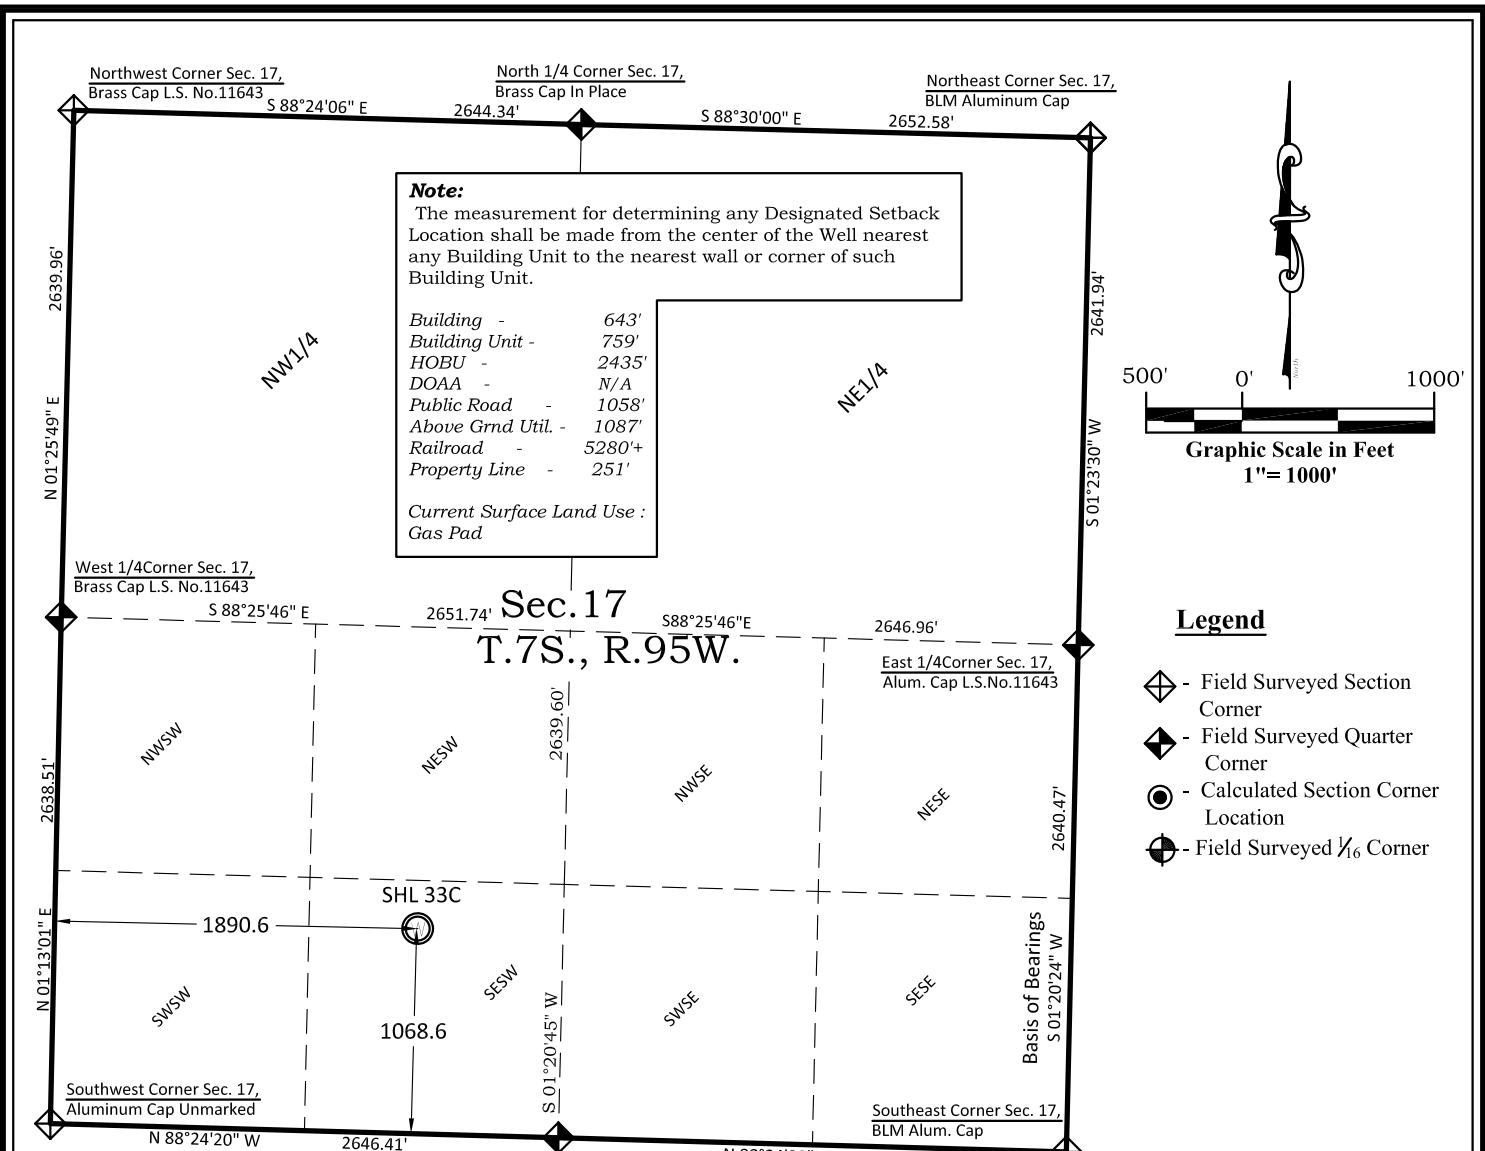 Northwest Corner Sec. 17,
Brass Cap L.S. No.11643
S 88°24'06" E
2644.34'
North 1/4 Corner Sec. 17,
Brass Cap In Place
S 88°30'00" E
2652.58'
Northeast Corner Sec. 17,
BLM Aluminum Cap
Note:
The measurement for determining any Designated Setback
Location shall be made from the center of the Well nearest
any Building Unit to the nearest wall or corner of such
Building Unit.
Building - 643'
Building Unit - 759'
HOBU - 2435'
DOAA - N/A
Public Road - 1058'
Above Grnd Util. - 1087'
Railroad - 5280'+
Property Line - 251'
Current Surface Land Use :
Gas Pad
2639.96'
N 01°25'49" E
NW1/4
NE1/4
2641.94'
S 01°23'30" W
North
500' 0' 1000'
Graphic Scale in Feet
1"= 1000'
West 1/4Corner Sec. 17,
Brass Cap L.S. No.11643
S 88°25'46" E
2651.74'
Sec.17
T.7S., R.95W.
S88°25'46"E
2646.96'
East 1/4Corner Sec. 17,
Alum. Cap L.S.No.11643
Legend
- Field Surveyed Section
Corner
- Field Surveyed Quarter
Corner
- Calculated Section Corner
Location
- Field Surveyed 1/16 Corner
2638.51'
N 01°13'01" E
NWSW
NESW
2639.60'
S 01°20'45" W
NWSE
NESE
2640.47'
SHL 33C
1890.6
1068.6
SWSW
SESW
SWSE
SESE
Basis of Bearings
S 01°20'24" W
Southwest Corner Sec. 17,
Aluminum Cap Unmarked
N 88°24'20" W
2646.41'
Southeast Corner Sec. 17,
BLM Alum. Cap